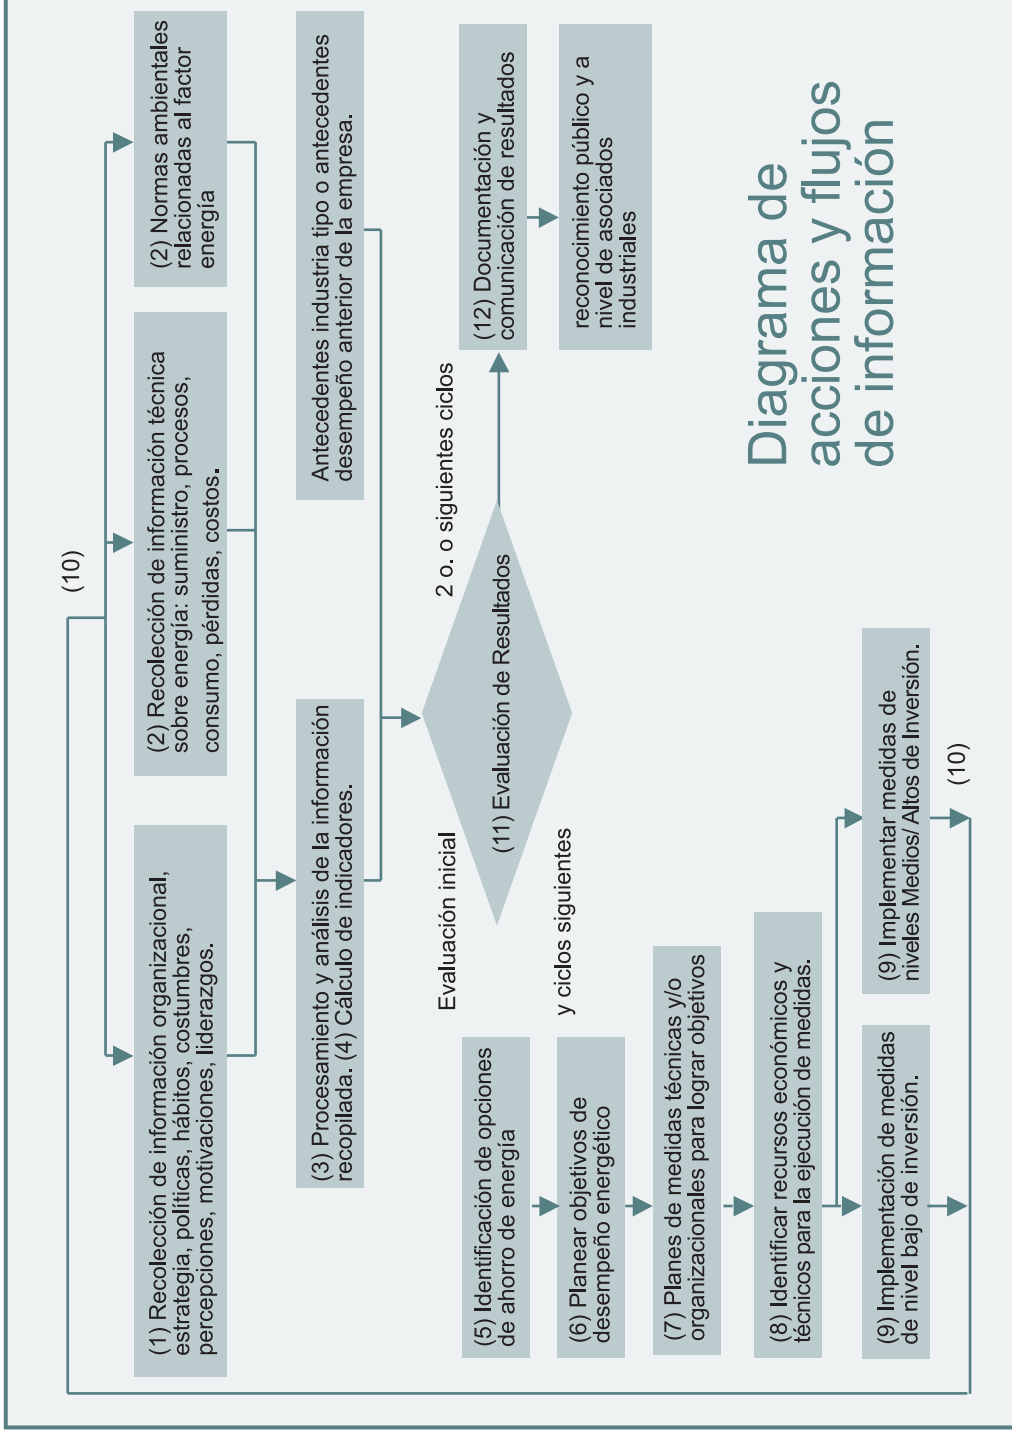 (10)
(1) Recolección de información organizacional,
estrategia, políticas, hábitos, costumbres,
percepciones, motivaciones, liderazgos.
(2) Recolección de información técnica
sobre energía: suministro, procesos,
consumo, pérdidas, costos.
(2) Normas ambientales
relacionadas al factor
energía
(3) Procesamiento y análisis de la información
recopilada. (4) Cálculo de indicadores.
Antecedentes industria tipo o antecedentes
desempeño anterior de la empresa.
Evaluación inicial
2 o. o siguientes ciclos
(11) Evaluación de Resultados
y ciclos siguientes
(12) Documentación y
comunicación de resultados
reconocimiento público y a
nivel de asociados
industriales
(5) Identificación de opciones
de ahorro de energía
(6) Planear objetivos de
desempeño energético
(7) Planes de medidas técnicas y/o
organizacionales para lograr objetivos
(8) Identificar recursos económicos y
técnicos para la ejecución de medidas.
(9) Implementación de medidas
de nivel bajo de inversión.
(9) Implementar medidas de
niveles Medios/ Altos de Inversión.
(10)
Diagrama de
acciones y flujos
de información